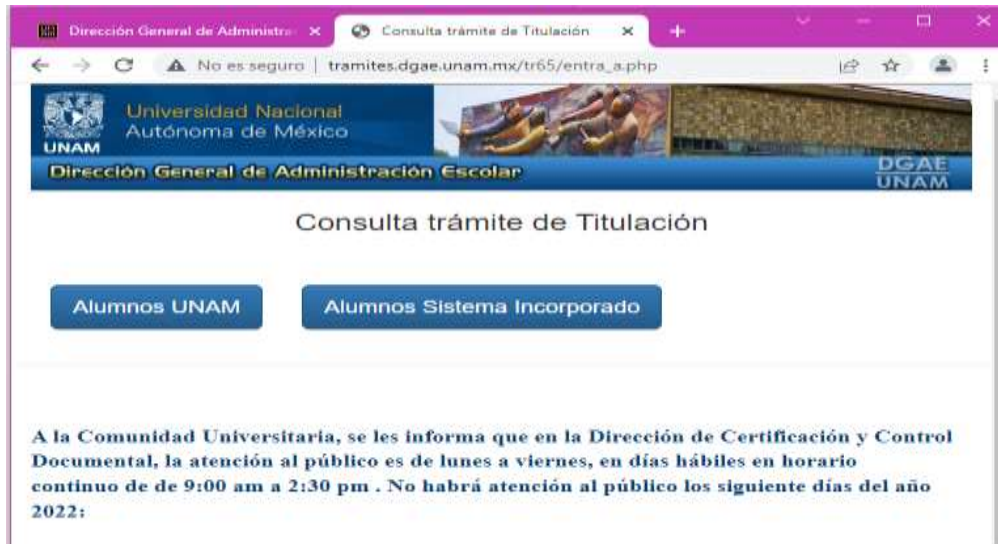 Dirección General de Administra
Consulta trámite de Titulación
No es seguro | tramites.dgae.unam.mx/tr65/entra_a.php
Universidad Nacional
Autónoma de México
UNAM
Dirección General de Administración Escolar
DGAE
UNAM
Consulta trámite de Titulación
Alumnos UNAM
Alumnos Sistema Incorporado
A la Comunidad Universitaria, se les informa que en la Dirección de Certificación y Control
Documental, la atención al público es de lunes a viernes, en días hábiles en horario
continuo de de 9:00 am a 2:30 pm . No habrá atención al público los siguiente días del año
2022: